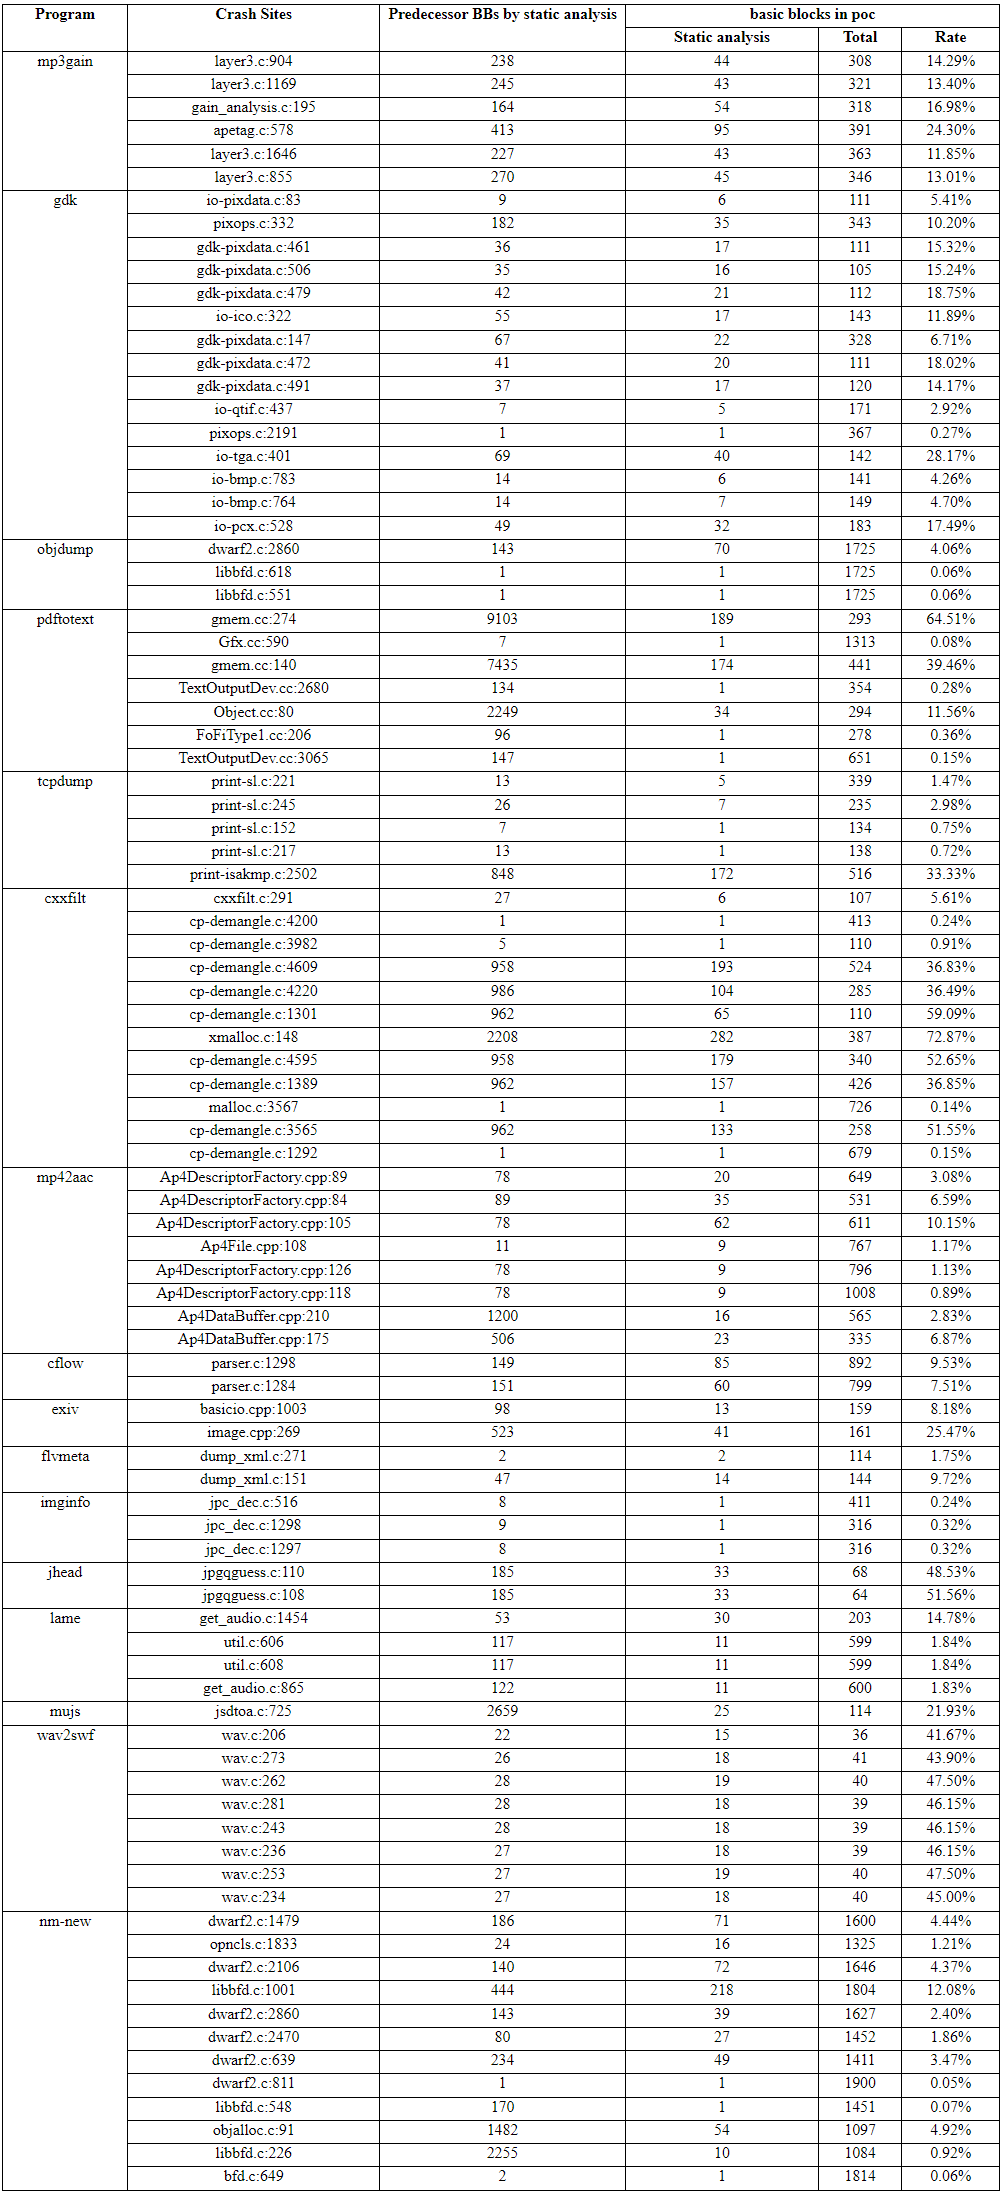 Program Crash Sites Predecessor BBs by static analysis basic blocks in poc
Static analysis Total Rate
mp3gain layer3.c:904 238 44 308 14.29%
layer3.c:1169 245 43 321 13.40%
gain_analysis.c:195 164 54 318 16.98%
apetag.c:578 413 95 391 24.30%
layer3.c:1646 227 43 363 11.85%
layer3.c:855 270 45 346 13.01%
gdk io-pixdata.c:83 9 6 111 5.41%
pixops.c:332 182 35 343 10.20%
gdk-pixdata.c:461 36 17 111 15.32%
gdk-pixdata.c:506 35 16 105 15.24%
gdk-pixdata.c:479 42 21 112 18.75%
io-ico.c:322 55 17 143 11.89%
gdk-pixdata.c:147 67 22 328 6.71%
gdk-pixdata.c:472 41 20 111 18.02%
gdk-pixdata.c:491 37 17 120 14.17%
io-qtif.c:437 7 5 171 2.92%
pixops.c:2191 1 1 367 0.27%
io-tga.c:401 69 40 142 28.17%
io-bmp.c:783 14 6 141 4.26%
io-bmp.c:764 14 7 149 4.70%
io-pcx.c:528 49 32 183 17.49%
objdump dwarf2.c:2860 143 70 1725 4.06%
libbfd.c:618 1 1 1725 0.06%
libbfd.c:551 1 1 1725 0.06%
pdftotext gmem.cc:274 9103 189 293 64.51%
Gfx.cc:590 7 1 1313 0.08%
gmem.cc:140 7435 174 441 39.46%
TextOutputDev.cc:2680 134 1 354 0.28%
Object.cc:80 2249 34 294 11.56%
FoFiType1.cc:206 96 1 278 0.36%
TextOutputDev.cc:3065 147 1 651 0.15%
tcpdump print-sl.c:221 13 5 339 1.47%
print-sl.c:245 26 7 235 2.98%
print-sl.c:152 7 1 134 0.75%
print-sl.c:217 13 1 138 0.72%
print-isakmp.c:2502 848 172 516 33.33%
cxxfilt cxxfilt.c:291 27 6 107 5.61%
cp-demangle.c:4200 1 1 413 0.24%
cp-demangle.c:3982 5 1 110 0.91%
cp-demangle.c:4609 958 193 524 36.83%
cp-demangle.c:4220 986 104 285 36.49%
cp-demangle.c:1301 962 65 110 59.09%
xmalloc.c:148 2208 282 387 72.87%
cp-demangle.c:4595 958 179 340 52.65%
cp-demangle.c:1389 962 157 426 36.85%
malloc.c:3567 1 1 726 0.14%
cp-demangle.c:3565 962 133 258 51.55%
cp-demangle.c:1292 1 1 679 0.15%
mp42aac Ap4DescriptorFactory.cpp:89 78 20 649 3.08%
Ap4DescriptorFactory.cpp:84 89 35 531 6.59%
Ap4DescriptorFactory.cpp:105 78 62 611 10.15%
Ap4File.cpp:108 11 9 767 1.17%
Ap4DescriptorFactory.cpp:126 78 9 796 1.13%
Ap4DescriptorFactory.cpp:118 78 9 1008 0.89%
Ap4DataBuffer.cpp:210 1200 16 565 2.83%
Ap4DataBuffer.cpp:175 506 23 335 6.87%
cflow parser.c:1298 149 85 892 9.53%
parser.c:1284 151 60 799 7.51%
exiv basicio.cpp:1003 98 13 159 8.18%
image.cpp:269 523 41 161 25.47%
flvmeta dump_xml.c:271 2 2 114 1.75%
dump_xml.c:151 47 14 144 9.72%
imginfo jpc_dec.c:516 8 1 411 0.24%
jpc_dec.c:1298 9 1 316 0.32%
jpc_dec.c:1297 8 1 316 0.32%
jhead jpgqguess.c:110 185 33 68 48.53%
jpgqguess.c:108 185 33 64 51.56%
lame get_audio.c:1454 53 30 203 14.78%
util.c:606 117 11 599 1.84%
util.c:608 117 11 599 1.84%
get_audio.c:865 122 11 600 1.83%
mujs jsdtoa.c:725 2659 25 114 21.93%
wav2swf wav.c:206 22 15 36 41.67%
wav.c:273 26 18 41 43.90%
wav.c:262 28 19 40 47.50%
wav.c:281 28 18 39 46.15%
wav.c:243 28 18 39 46.15%
wav.c:236 27 18 39 46.15%
wav.c:253 27 19 40 47.50%
wav.c:234 27 18 40 45.00%
nm-new dwarf2.c:1479 186 71 1600 4.44%
opncls.c:1833 24 16 1325 1.21%
dwarf2.c:2106 140 72 1646 4.37%
libbfd.c:1001 444 218 1804 12.08%
dwarf2.c:2860 143 39 1627 2.40%
dwarf2.c:2470 80 27 1452 1.86%
dwarf2.c:639 234 49 1411 3.47%
dwarf2.c:811 1 1 1900 0.05%
libbfd.c:548 170 1 1451 0.07%
objalloc.c:91 1482 54 1097 4.92%
libbfd.c:226 2255 10 1084 0.92%
bfd.c:649 2 1 1814 0.06%